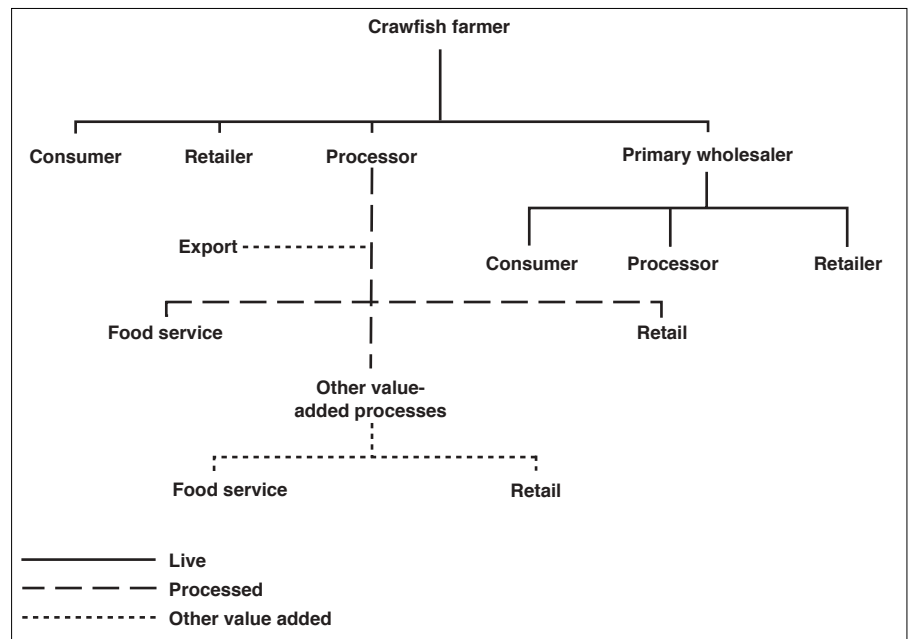 Crawfish farmer
Consumer
Retailer
Processor
Primary wholesaler
Export
Consumer
Processor
Retailer
Food service
Retail
Other value-
added processes
Food service
Retail
Live
Processed
Other value added